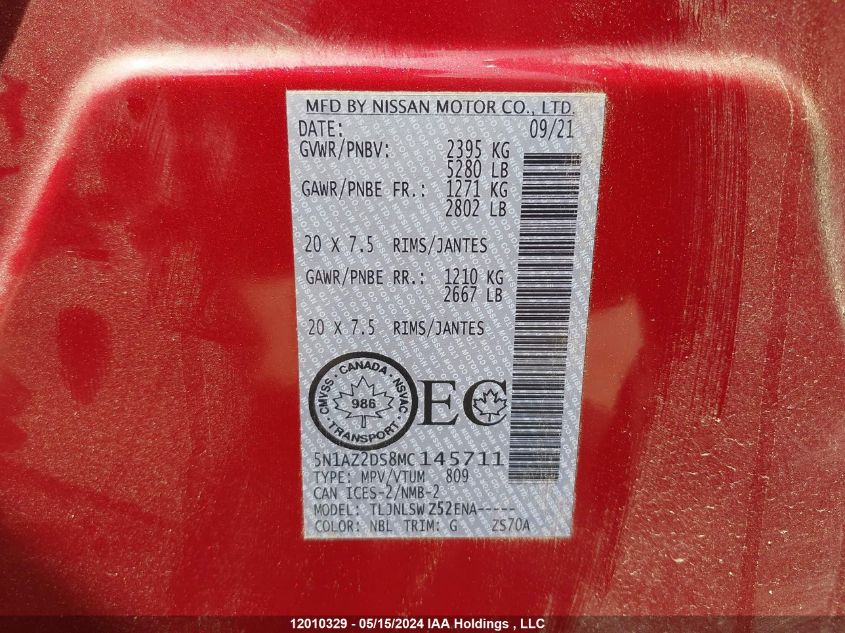 MFD BY NISSAN MOTOR CO., LTD.
DATE: 09/21
GVWR/PNBV: 2395 KG
5280 LB
GAWR/PNBE FR.: 1271 KG
2802 LB
20 X 7.5 RIMS/JANTES
GAWR/PNBE RR.: 1210 KG
2667 LB
20 X 7.5 RIMS/JANTES
CANADA
CMVSS NSVAC
986
TRANSPORT
EC
5N1AZ2DS8MC145711
TYPE: MPV/VTUM 809
CAN ICES-2/NMB-2
MODEL: TLJNLSWZ52ENA-----
COLOR: NBL TRIM: G ZS70A
12010329 - 05/15/2024 IAA Holdings , LLC